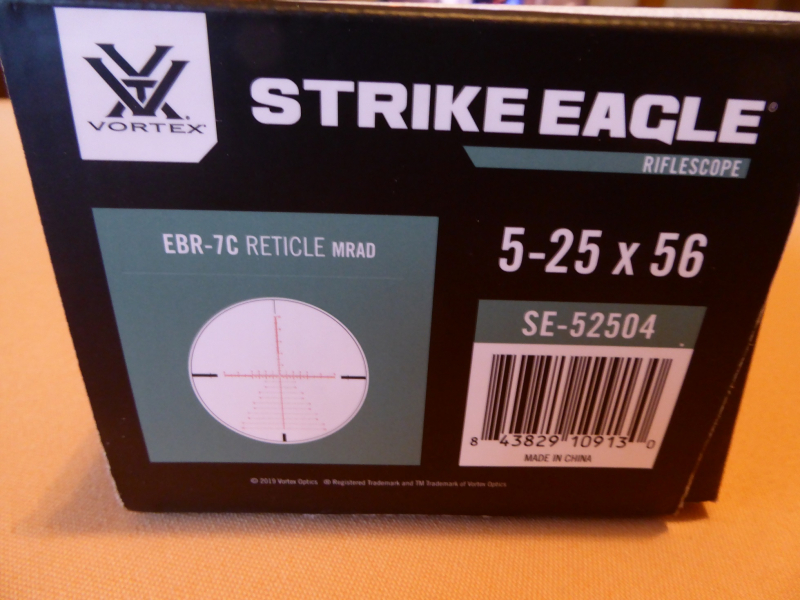 VORTEX®
STRIKE EAGLE®
RIFLESCOPE
EBR-7C RETICLE MRAD
5-25 x 56
SE-52504
8 43829 10913 0
MADE IN CHINA
© 2019 Vortex Optics ® Registered Trademark and TM Trademark of Vortex Optics